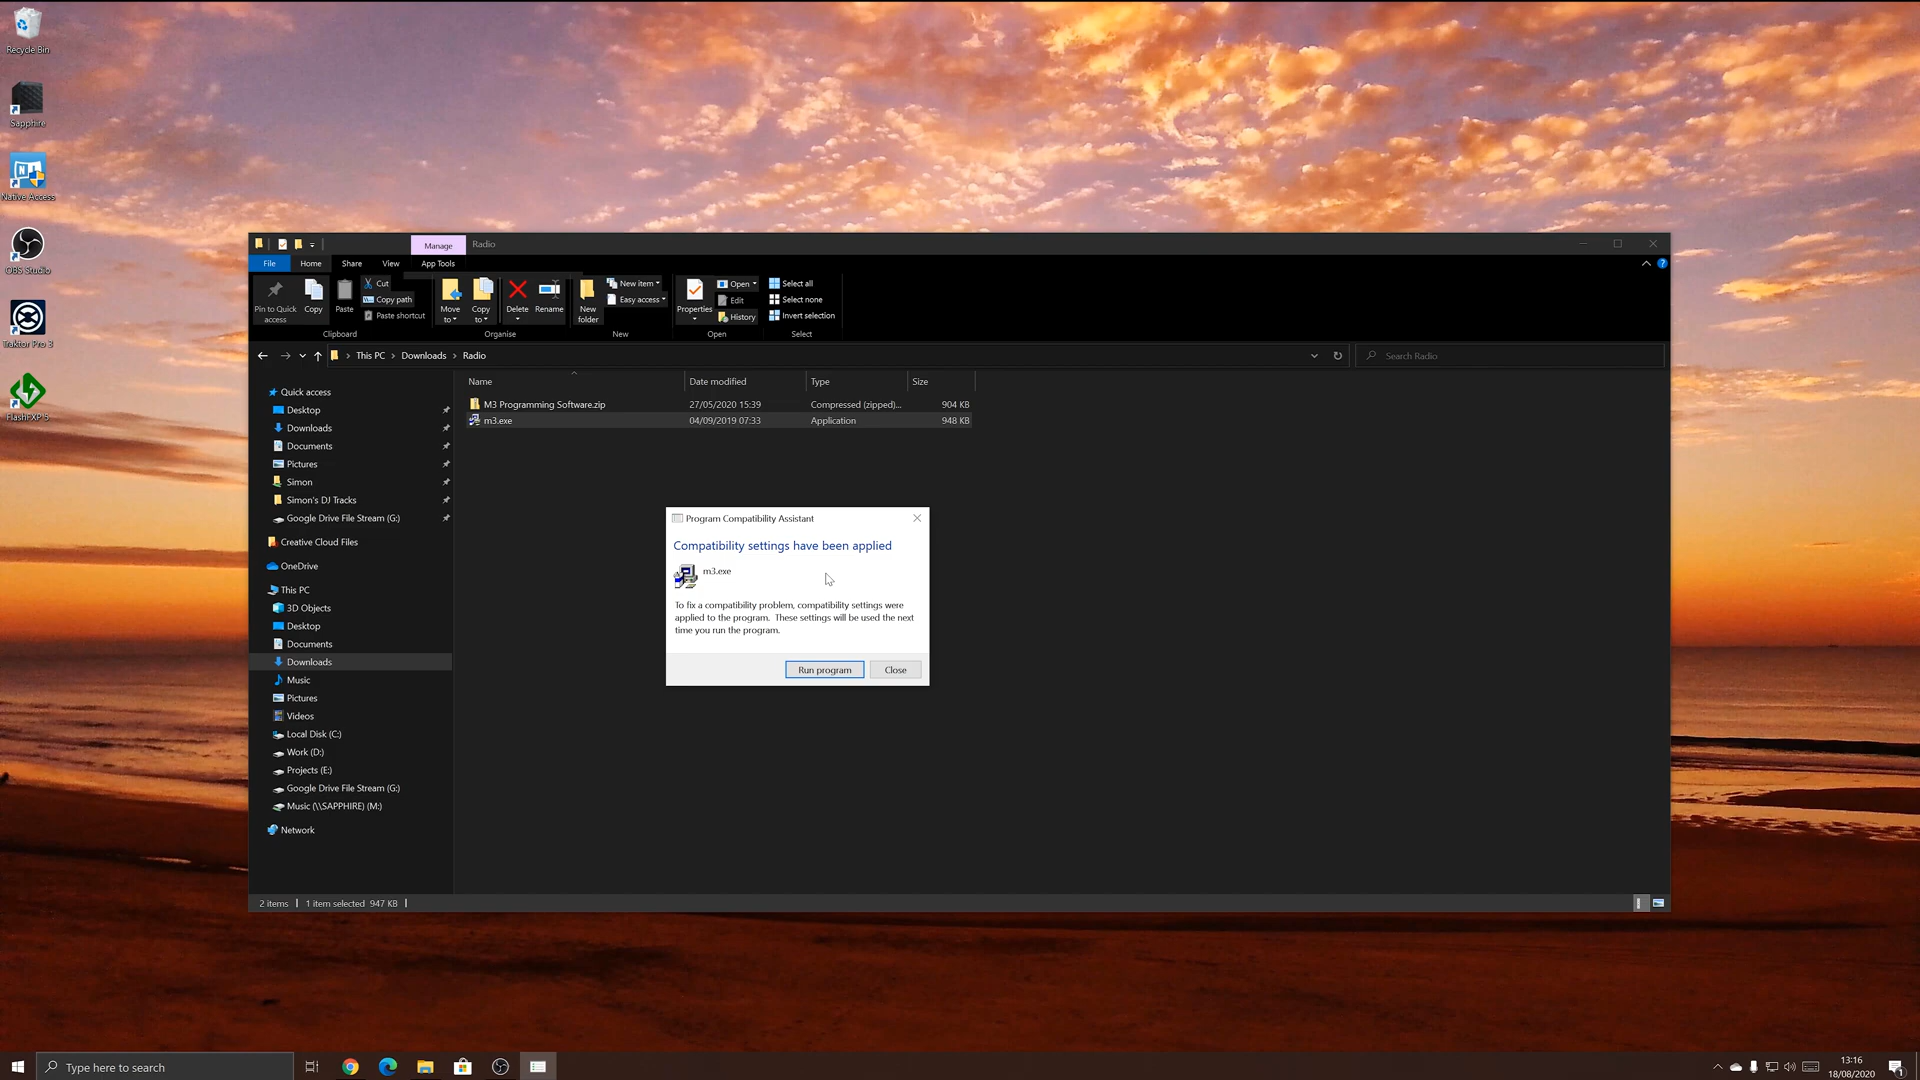 Recycle Bin
Sapphire
Native Access
OBS Studio
Traktor Pro 3
FlashFXP 5
Manage
Radio
File
Home
Share
View
App Tools
Pin to Quick access
Copy
Paste
Cut
Copy path
Paste shortcut
Clipboard
Move to
Copy to
Delete
Rename
Organise
New folder
New item
Easy access
New
Properties
Open
Edit
History
Open
Select all
Select none
Invert selection
Select
This PC
Downloads
Radio
Search Radio
Name
Date modified
Type
Size
M3 Programming Software.zip 27/05/2020 15:39 Compressed (zipped)... 904 KB
m3.exe 04/09/2019 07:33 Application 948 KB
Quick access
Desktop
Downloads
Documents
Pictures
Simon
Simon's DJ Tracks
Google Drive File Stream (G:)
Creative Cloud Files
OneDrive
This PC
3D Objects
Desktop
Documents
Downloads
Music
Pictures
Videos
Local Disk (C:)
Work (D:)
Projects (E:)
Google Drive File Stream (G:)
Music (\\SAPPHIRE) (M:)
Network
Program Compatibility Assistant
Compatibility settings have been applied
m3.exe
To fix a compatibility problem, compatibility settings were
applied to the program. These settings will be used the next
time you run the program.
Run program
Close
2 items
1 item selected 947 KB
Type here to search
13:16
18/08/2020
1